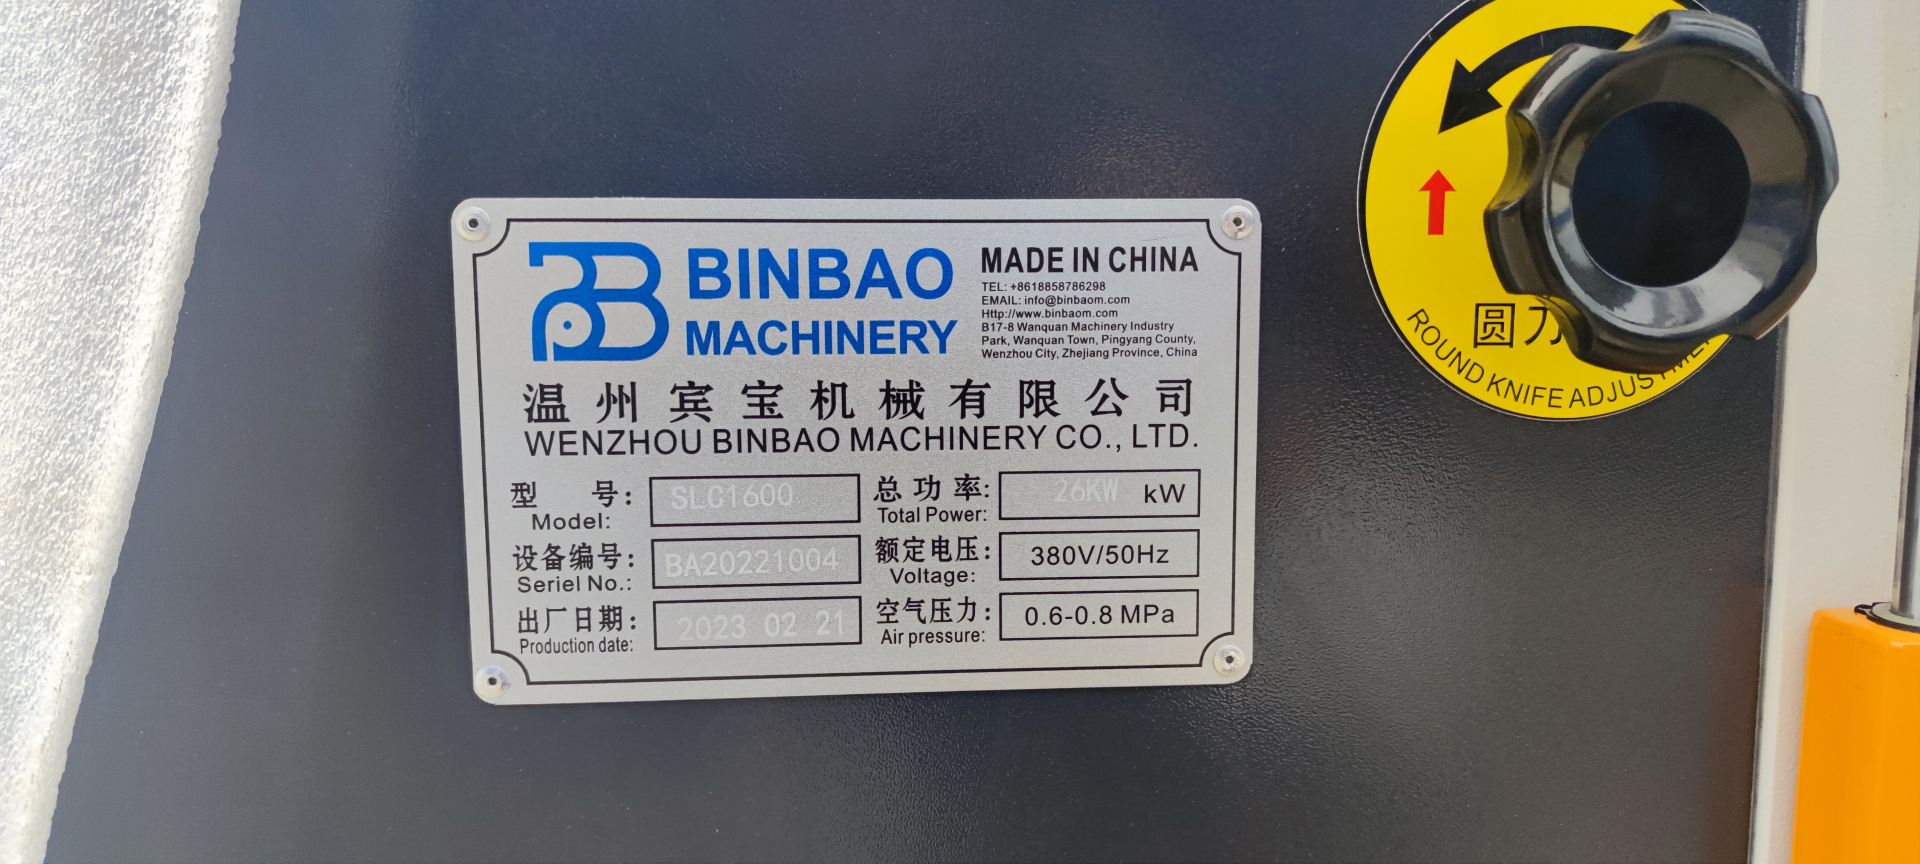 BINBAO
MACHINERY
MADE IN CHINA
TEL: +8618858786298
EMAIL: info@binbaom.com
Http://www.binbaom.com
B17-8 Wanquan Machinery Industry
Park, Wanquan Town, Pingyang County,
Wenzhou City, Zhejiang Province, China
温州宾宝机械有限公司
WENZHOU BINBAO MACHINERY CO., LTD.
型 号: SLC1600 总功率: 26KW kW
Model: Total Power:
设备编号: BA20221004 额定电压: 380V/50Hz
Seriel No.: Voltage:
出厂日期: 2023 02 21 空气压力: 0.6-0.8 MPa
Production date: Air pressure:
圆刀
ROUND KNIFE